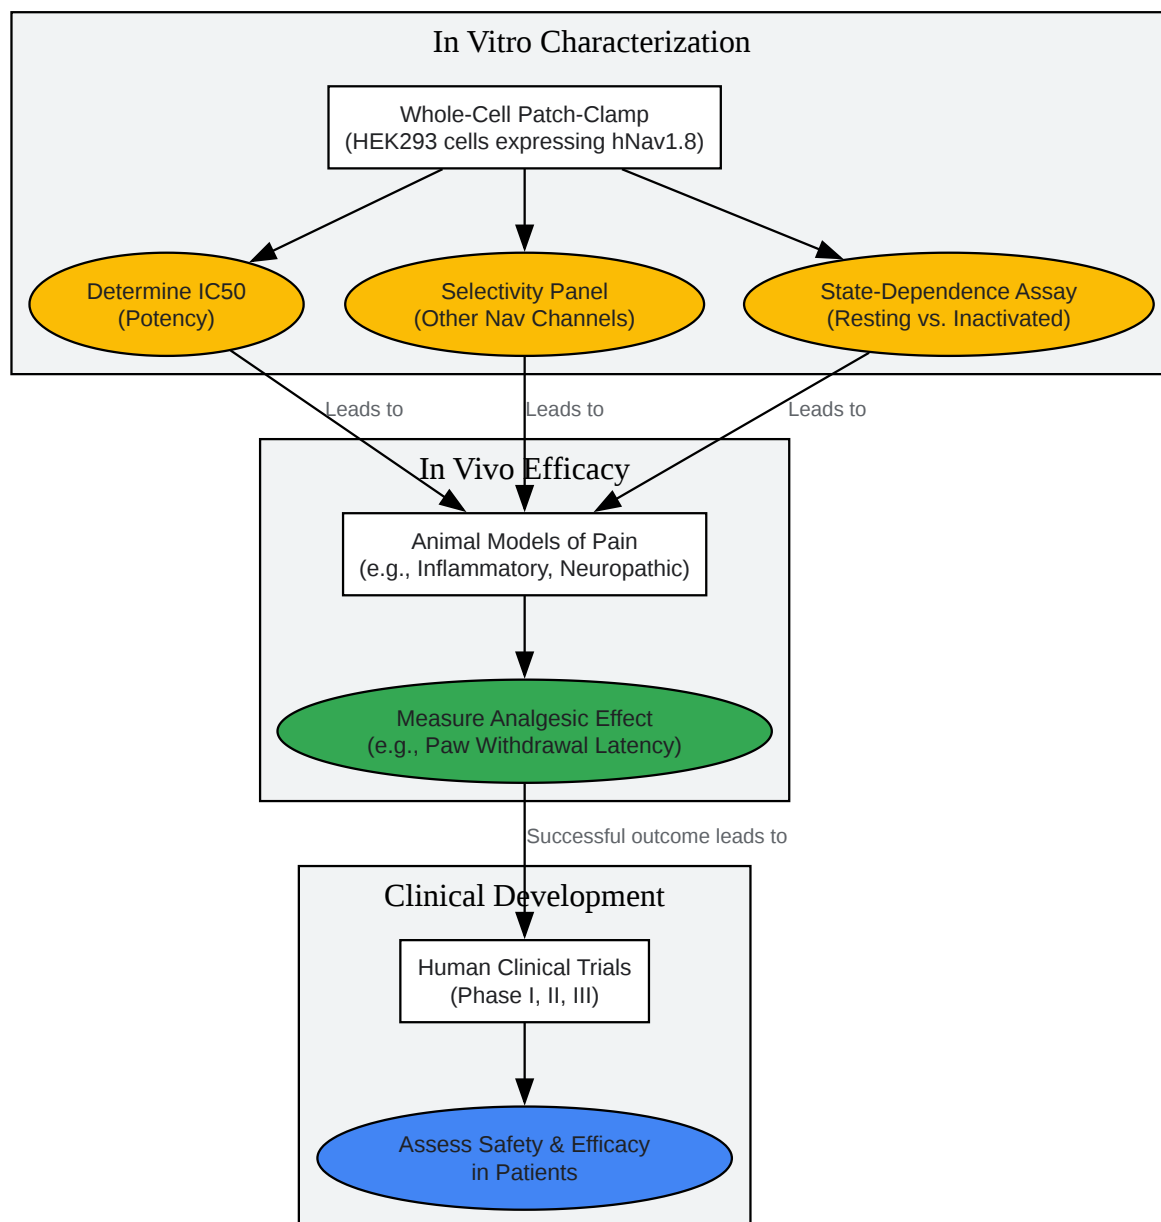 In Vitro Characterization
Whole-Cell Patch-Clamp
(HEK293 cells expressing hNav1.8)
Determine IC50
(Potency)
Selectivity Panel
(Other Nav Channels)
State-Dependence Assay
(Resting vs. Inactivated)
Leads to
Leads to
Leads to
In Vivo Efficacy
Animal Models of Pain
(e.g., Inflammatory, Neuropathic)
Measure Analgesic Effect
(e.g., Paw Withdrawal Latency)
Successful outcome leads to
Clinical Development
Human Clinical Trials
(Phase I, II, III)
Assess Safety & Efficacy
in Patients